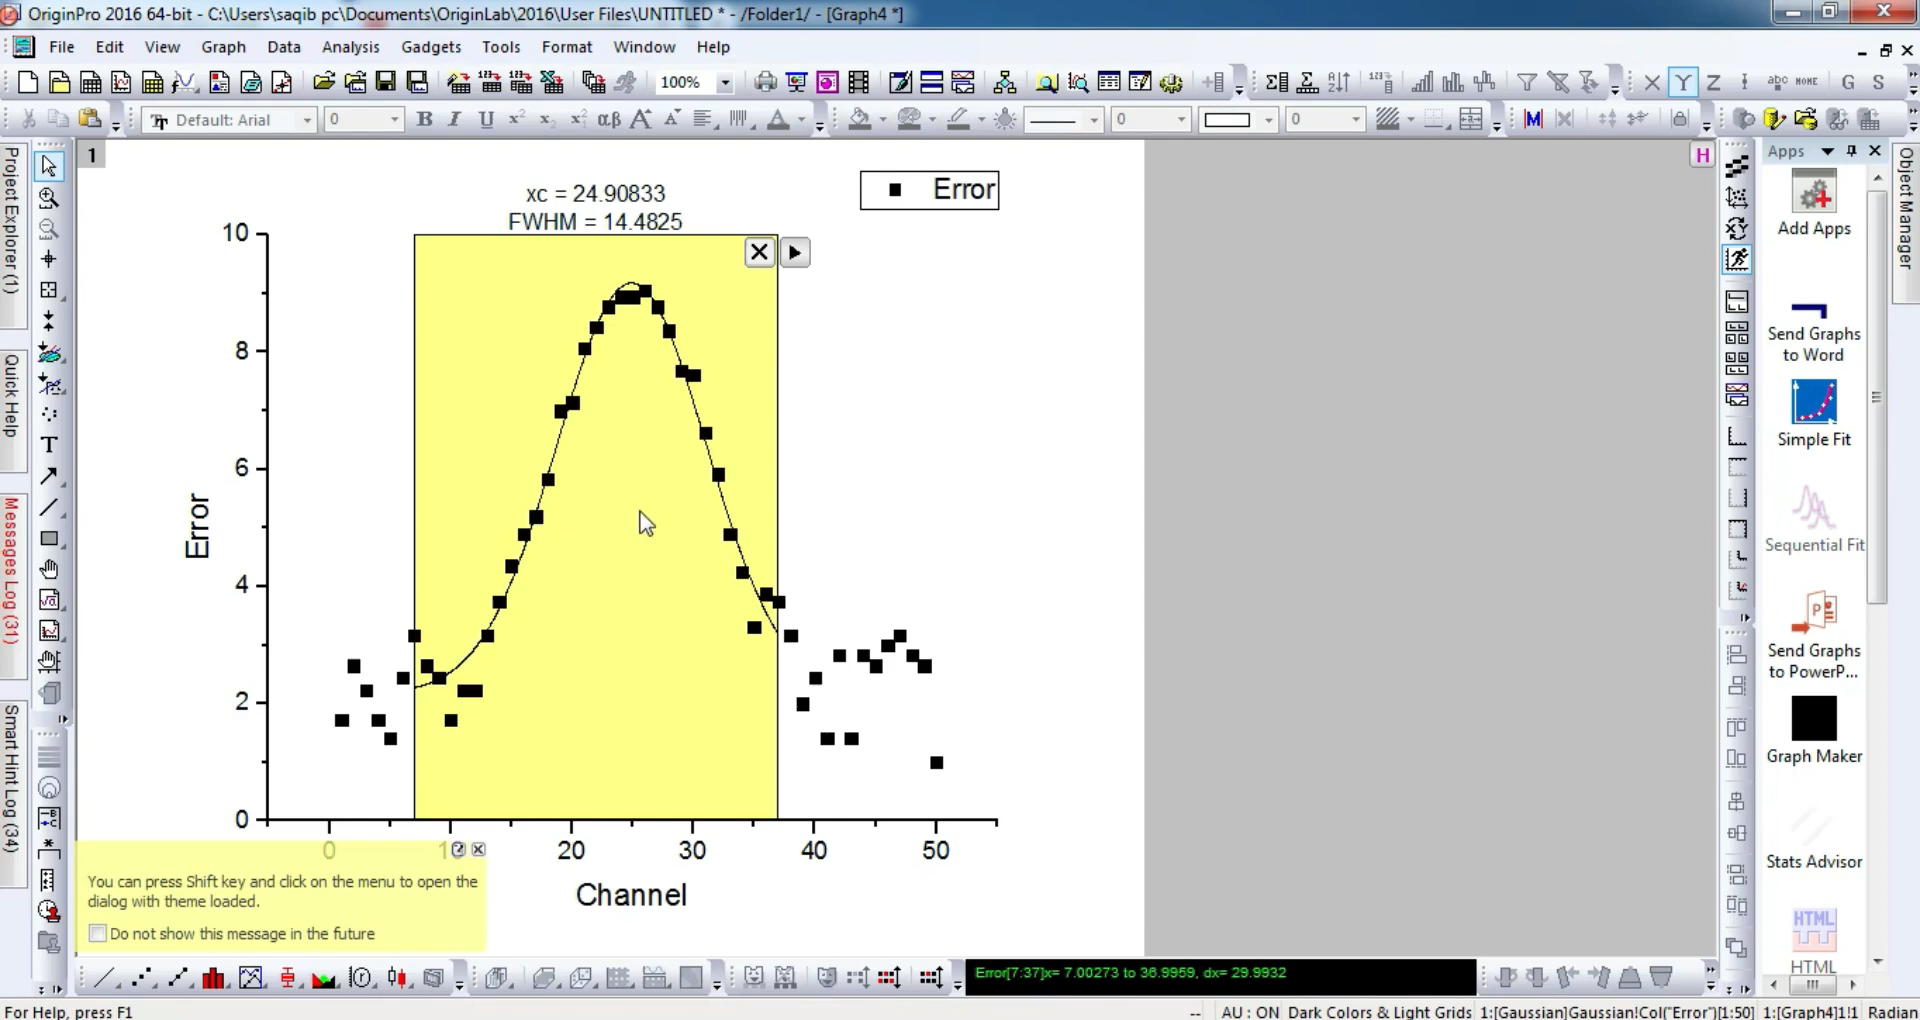 OriginPro 2016 64-bit - C:\Users\saqib pc\Documents\OriginLab\2016\User Files\UNTITLED * - /Folder1/ - [Graph4 *]
File Edit View Graph Data Analysis Gadgets Tools Format Window Help
100%
Default: Arial 0 B I U αβ A A 0 0
Y Z abc NONE G S
Project Explorer (1)
Quick Help
Messages Log (31)
Smart Hint Log (34)
1
H
xc = 24.90833
FWHM = 14.4825
Error
10
8
6
4
2
0
Error
0 10 20 30 40 50
Channel
You can press Shift key and click on the menu to open the
dialog with theme loaded.
Do not show this message in the future
Apps
Add Apps
Send Graphs
to Word
Simple Fit
Sequential Fit
Send Graphs
to PowerP...
Graph Maker
Stats Advisor
HTML
HTML
Object Manager
Error[7:37]x= 7.00273 to 36.9959, dx= 29.9932
For Help, press F1
-- AU : ON Dark Colors & Light Grids 1:[Gaussian]Gaussian!Col("Error")[1:50] 1:[Graph4]1!1 Radian